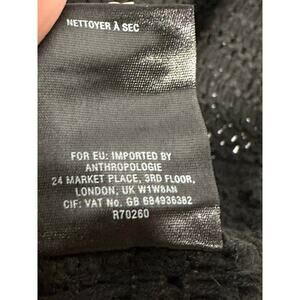 NETTOYER À SEC
FOR EU: IMPORTED BY
ANTHROPOLOGIE
24 MARKET PLACE, 3RD FLOOR,
LONDON, UK W1W8AN
CIF: VAT No. GB 684936382
R70260